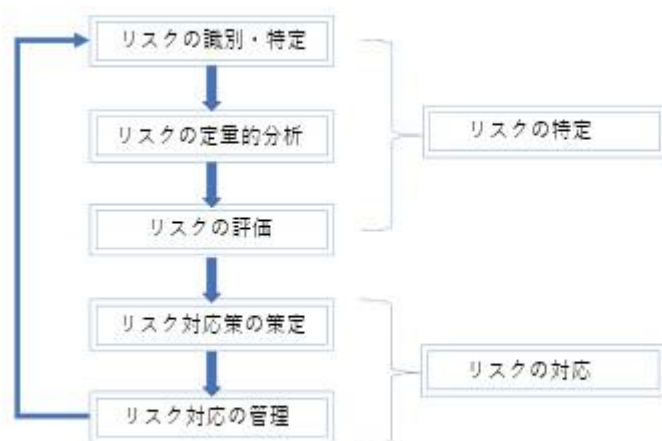 リスクの識別・特定
リスクの定量的分析
リスクの特定
リスクの評価
リスク対応策の策定
リスクの対応
リスク対応の管理